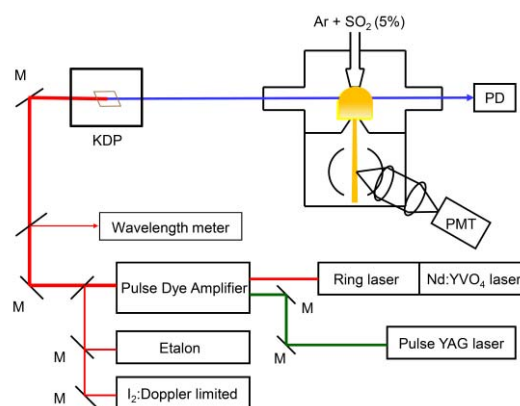 Ar + SO₂ (5%)
M
KDP
PD
PMT
Wavelength meter
M
Pulse Dye Amplifier
Ring laser
Nd:YVO₄ laser
M
M
Etalon
M
Pulse YAG laser
M
I₂:Doppler limited